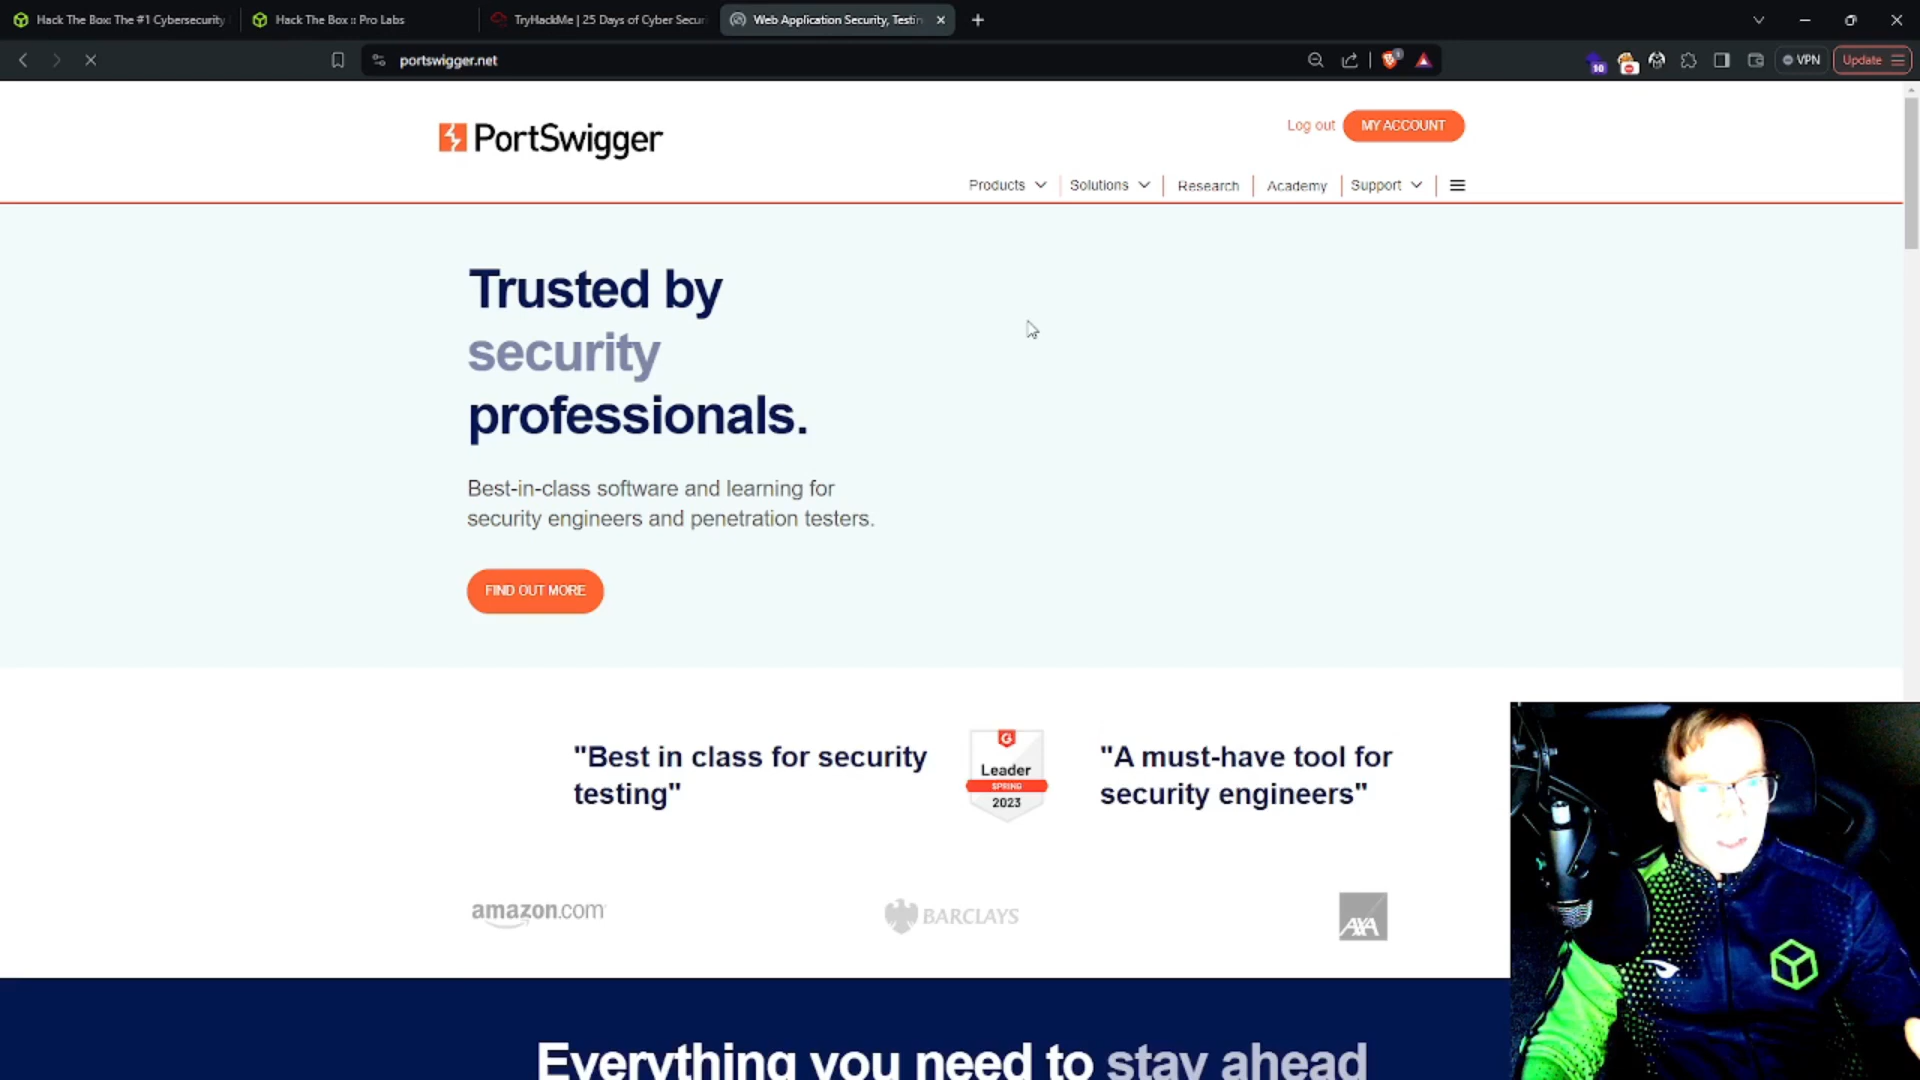 Hack The Box: The #1 Cybersecurity
Hack The Box :: Pro Labs
TryHackMe | 25 Days of Cyber Securi
Web Application Security, Testin
portswigger.net
1
10
VPN
Update
PortSwigger
Log out
MY ACCOUNT
Products
Solutions
Research
Academy
Support
Trusted by
security
professionals.
Best-in-class software and learning for
security engineers and penetration testers.
FIND OUT MORE
"Best in class for security
testing"
G
Leader
SPRING
2023
"A must-have tool for
security engineers"
amazon.com
BARCLAYS
AXA
Everything you need to stay ahead